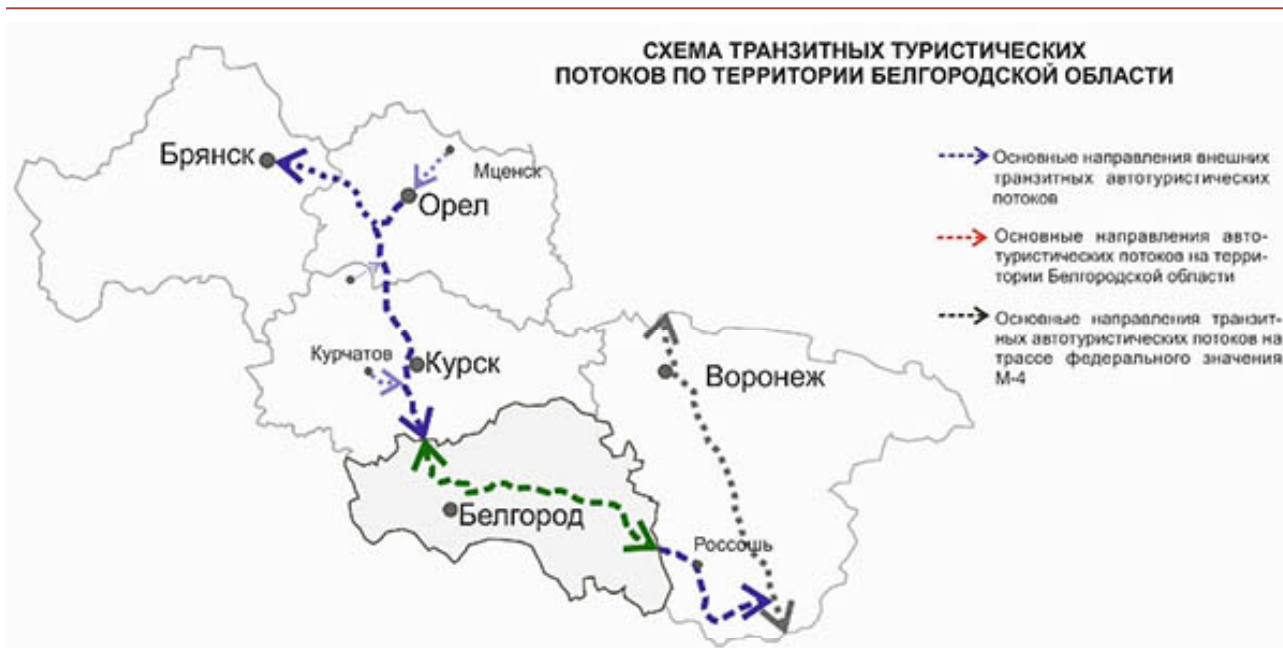 СХЕМА ТРАНЗИТНЫХ ТУРИСТИЧЕСКИХ
ПОТОКОВ ПО ТЕРРИТОРИИ БЕЛГОРОДСКОЙ ОБЛАСТИ
Брянск
Мценск
Орел
Курчатов
Курск
Воронеж
Белгород
Россошь
Основные направления внешних
транзитных автотуристических
потоков
Основные направления авто-
туристических потоков на терри-
тории Белгородской области
Основные направления транзит-
ных автотуристических потоков на
трассе федерального значения
М-4